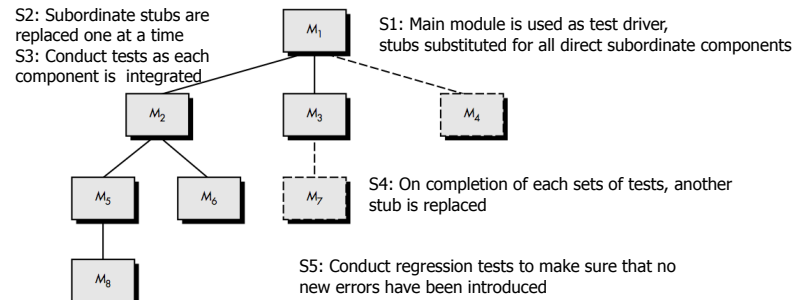 S2: Subordinate stubs are
replaced one at a time
S3: Conduct tests as each
component is integrated
M1
S1: Main module is used as test driver,
stubs substituted for all direct subordinate components
M2
M3
M4
M5
M6
M7
S4: On completion of each sets of tests, another
stub is replaced
M8
S5: Conduct regression tests to make sure that no
new errors have been introduced